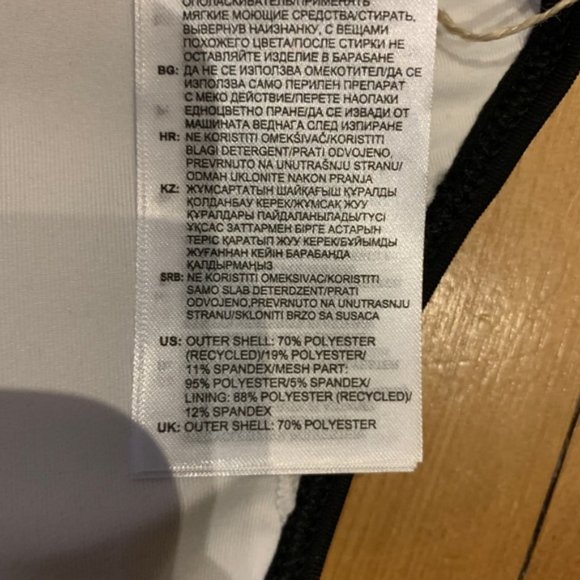 ОПОЛАСКИВАТЕЛЬ/ПРИМЕНЯТЬ
МЯГКИЕ МОЮЩИЕ СРЕДСТВА/СТИРАТЬ,
ВЫВЕРНУВ НАИЗНАНКУ, С ВЕЩАМИ
ПОХОЖЕГО ЦВЕТА/ПОСЛЕ СТИРКИ НЕ
ОСТАВЛЯЙТЕ ИЗДЕЛИЕ В БАРАБАНЕ
BG: ДА НЕ СЕ ИЗПОЛЗВА ОМЕКОТИТЕЛ/ДА СЕ
ИЗПОЛЗВА САМО ПЕРИЛЕН ПРЕПАРАТ
С МЕКО ДЕЙСТВИЕ/ПЕРЕТЕ НАОПАКИ
ЕДНОЦВЕТНО ПРАНЕ/ДА СЕ ИЗВАДИ ОТ
МАШИНАТА ВЕДНАГА СЛЕД ИЗПИРАНЕ
HR: NE KORISTITI OMEKŠIVAČ/KORISTITI
BLAGI DETERGENT/PRATI ODVOJENO,
PREVRNUTO NA UNUTRAŠNJU STRANU/
ODMAH UKLONITE NAKON PRANJA
KZ: ЖҰМСАРТАТЫН ШАЙҚАҒЫШ ҚҰРАЛДЫ
ҚОЛДАНБАУ КЕРЕК/ЖҰМСАҚ ЖУУ
ҚҰРАЛДАРЫ ПАЙДАЛАНЫЛАДЫ/ТҮСІ
ҰҚСАС ЗАТТАРМЕН БІРГЕ АСТАРЫН
ТЕРІС ҚАРАТЫП ЖУУ КЕРЕК/БҰЙЫМДЫ
ЖУҒАННАН КЕЙІН БАРАБАНДА
ҚАЛДЫРМАҢЫЗ
SRB: NE KORISTITI OMEKSIVAC/KORISTITI
SAMO SLAB DETERDZENT/PRATI
ODVOJENO,PREVRNUTO NA UNUTRASNJU
STRANU/SKLONITI BRZO SA SUSACA
US: OUTER SHELL: 70% POLYESTER
(RECYCLED)/19% POLYESTER/
11% SPANDEX/MESH PART:
95% POLYESTER/5% SPANDEX/
LINING: 88% POLYESTER (RECYCLED)/
12% SPANDEX
UK: OUTER SHELL: 70% POLYESTER